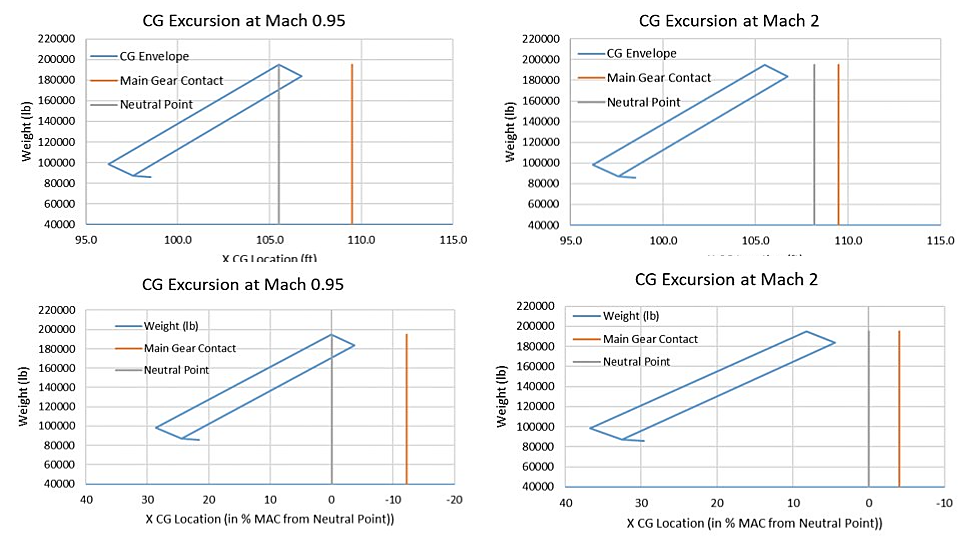 CG Excursion at Mach 0.95
220000
200000
180000
160000
140000
120000
100000
80000
60000
40000
Weight (lb)
CG Envelope
Main Gear Contact
Neutral Point
95.0 100.0 105.0 110.0 115.0
X CG Location (ft)
CG Excursion at Mach 2
220000
200000
180000
160000
140000
120000
100000
80000
60000
40000
Weight (lb)
CG Envelope
Main Gear Contact
Neutral Point
95.0 100.0 105.0 110.0 115.0
CG Excursion at Mach 0.95
220000
200000
180000
160000
140000
120000
100000
80000
60000
40000
Weight (lb)
Weight (lb)
Main Gear Contact
Neutral Point
40 30 20 10 0 -10 -20
X CG Location (in % MAC from Neutral Point))
CG Excursion at Mach 2
220000
200000
180000
160000
140000
120000
100000
80000
60000
40000
Weight (lb)
Weight (lb)
Main Gear Contact
Neutral Point
40 30 20 10 0 -10
X CG Location (in % MAC from Neutral Point))